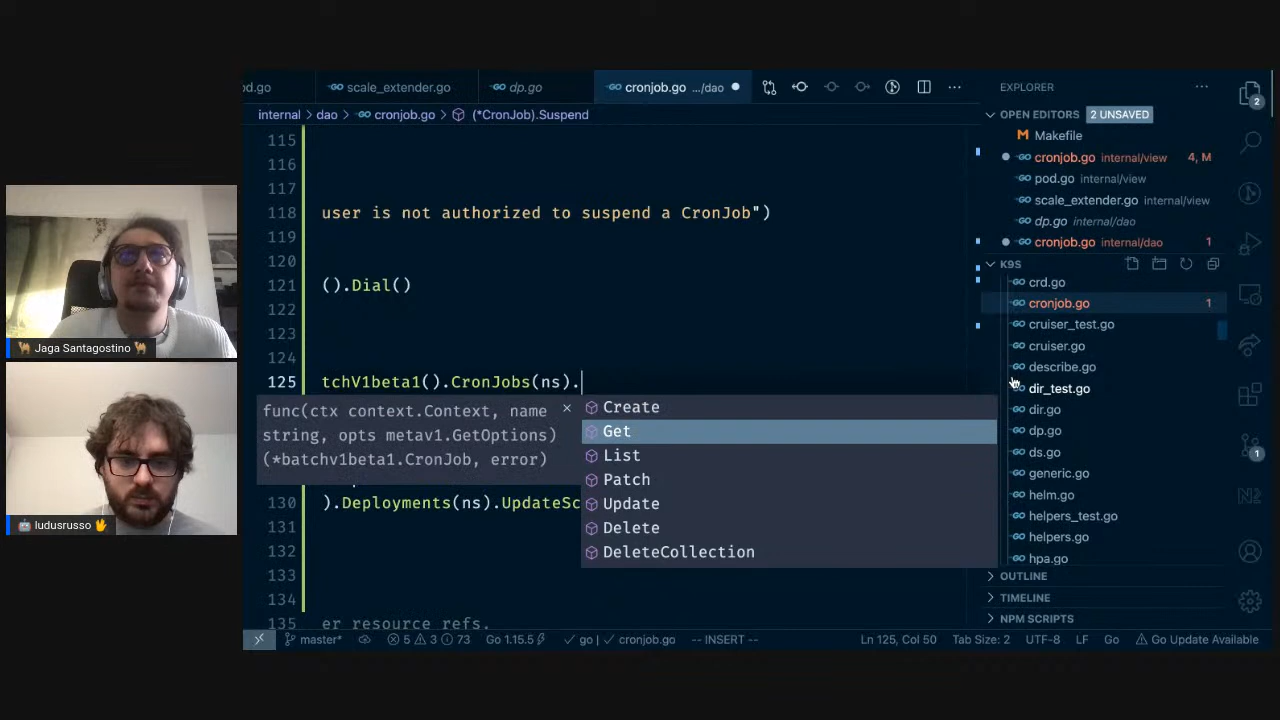 od.go
scale_extender.go
dp.go
cronjob.go .../dao
internal > dao > cronjob.go > (*CronJob).Suspend
115
116
117
118 user is not authorized to suspend a CronJob")
119
120
121 ().Dial()
122
123
124
125 tchV1beta1().CronJobs(ns).
func(ctx context.Context, name
string, opts metav1.GetOptions)
(*batchv1beta1.CronJob, error)
Create
Get
List
Patch
Update
Delete
DeleteCollection
130 ).Deployments(ns).UpdateSc
131
132
133
134
135 er resource refs.
EXPLORER
OPEN EDITORS 2 UNSAVED
Makefile
cronjob.go internal/view 4, M
pod.go internal/view
scale_extender.go internal/view
dp.go internal/dao
cronjob.go internal/dao 1
K9S
crd.go
cronjob.go 1
cruiser_test.go
cruiser.go
describe.go
dir_test.go
dir.go
dp.go
ds.go
generic.go
helm.go
helpers_test.go
helpers.go
hpa.go
OUTLINE
TIMELINE
NPM SCRIPTS
2
1
N2
master* 5 3 73 Go 1.15.5 go | cronjob.go -- INSERT -- Ln 125, Col 50 Tab Size: 2 UTF-8 LF Go Go Update Available
🐫 Jaga Santagostino 🐫
🤖 ludusrusso 🖖